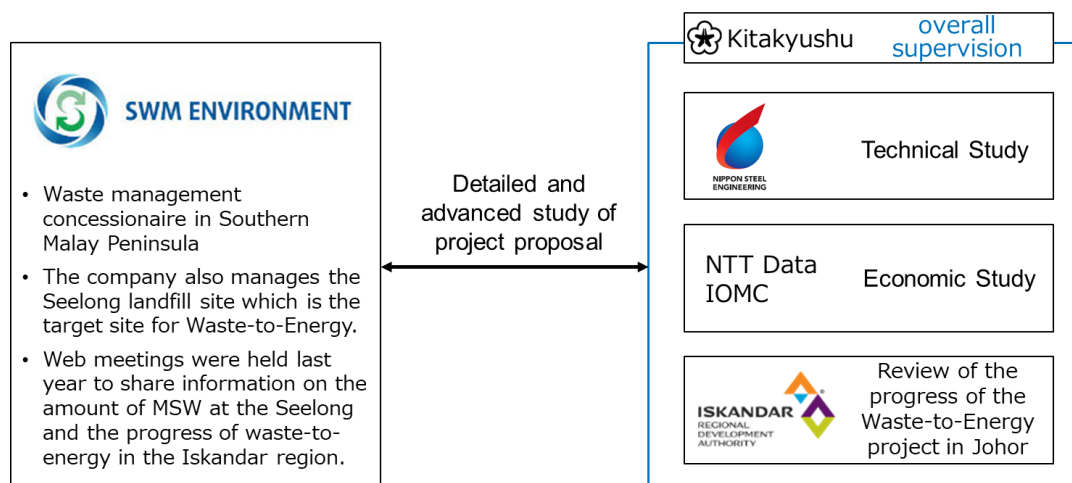 SWM ENVIRONMENT
• Waste management
concessionaire in Southern
Malay Peninsula
• The company also manages the
Seelong landfill site which is the
target site for Waste-to-Energy.
• Web meetings were held last
year to share information on the
amount of MSW at the Seelong
and the progress of waste-to-
energy in the Iskandar region.
Detailed and
advanced study of
project proposal
Kitakyushu
overall
supervision
NIPPON STEEL
ENGINEERING
Technical Study
NTT Data
IOMC
Economic Study
ISKANDAR
REGIONAL
DEVELOPMENT
AUTHORITY
Review of the
progress of the
Waste-to-Energy
project in Johor